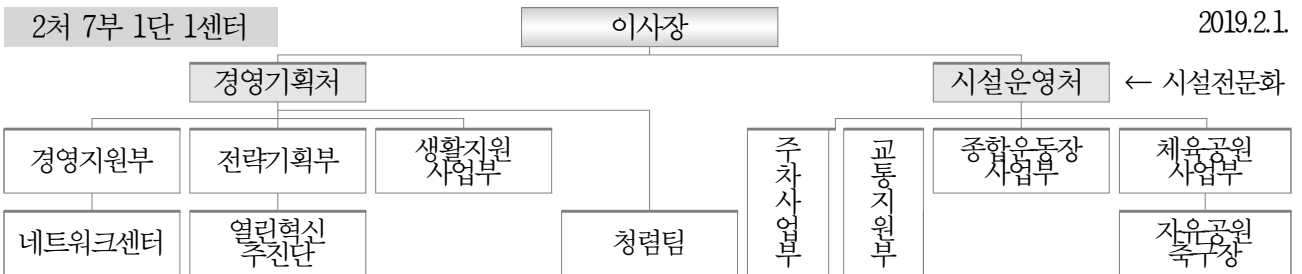 2처 7부 1단 1센터
이사장
2019.2.1.
경영기획처
시설운영처
← 시설전문화
경영지원부
전략기획부
생활지원
사업부
주차사업부
교통지원부
종합운동장
사업부
체육공원
사업부
네트워크센터
열린혁신
추진단
청렴팀
자유공원
축구장